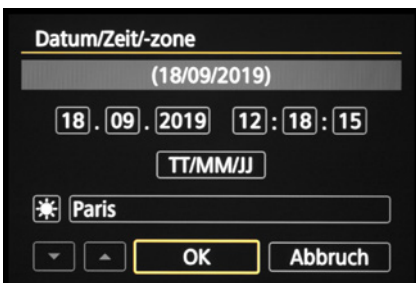 Datum/Zeit/-zone
(18/09/2019)
18 . 09 . 2019 12 : 18 : 15
TT/MM/JJ
Paris
OK Abbruch